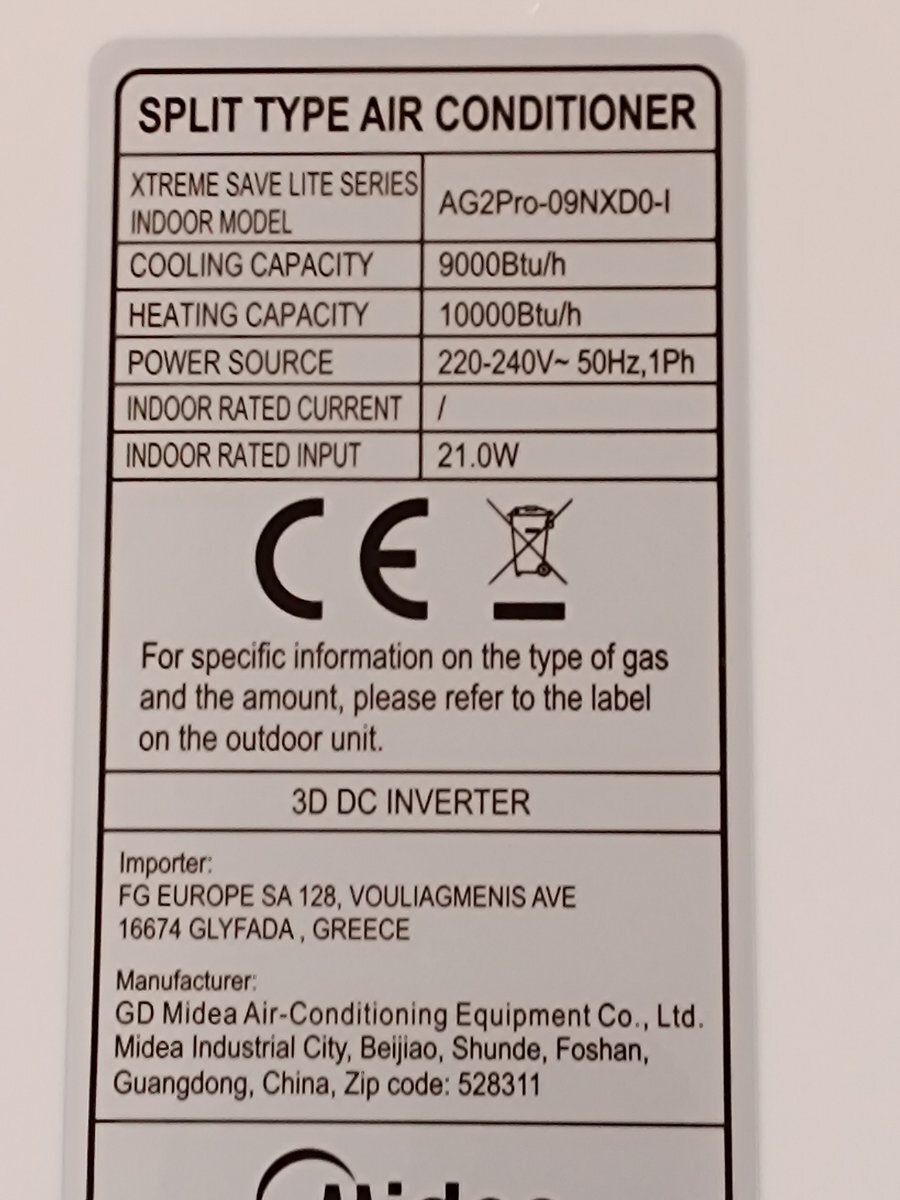 SPLIT TYPE AIR CONDITIONER
XTREME SAVE LITE SERIES
INDOOR MODEL
AG2Pro-09NXD0-I
COOLING CAPACITY 9000Btu/h
HEATING CAPACITY 10000Btu/h
POWER SOURCE 220-240V~ 50Hz,1Ph
INDOOR RATED CURRENT /
INDOOR RATED INPUT 21.0W
CE
For specific information on the type of gas
and the amount, please refer to the label
on the outdoor unit.
3D DC INVERTER
Importer:
FG EUROPE SA 128, VOULIAGMENIS AVE
16674 GLYFADA , GREECE
Manufacturer:
GD Midea Air-Conditioning Equipment Co., Ltd.
Midea Industrial City, Beijiao, Shunde, Foshan,
Guangdong, China, Zip code: 528311
Midea